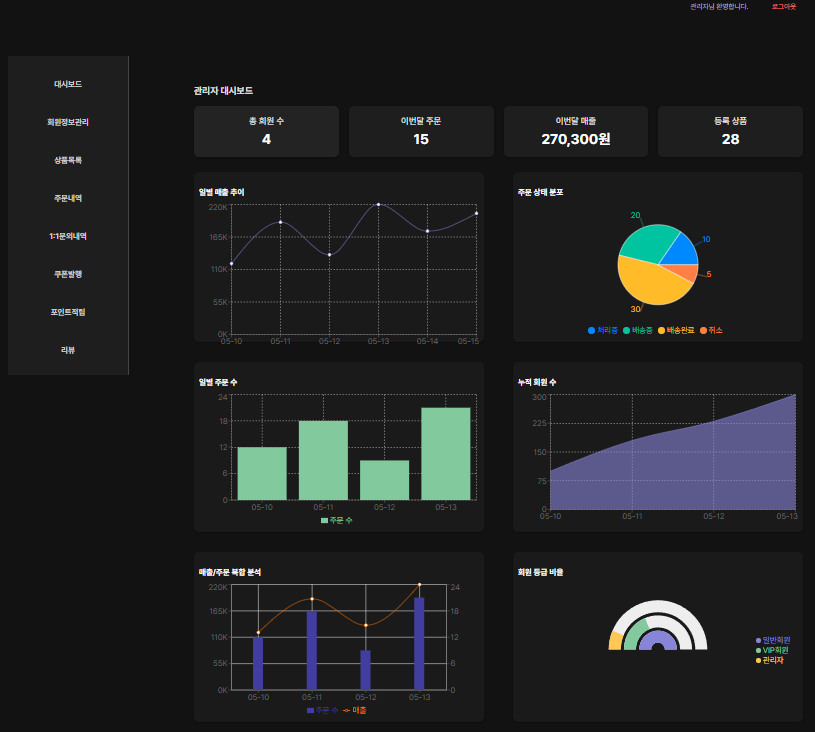 관리자님 환영합니다. 로그아웃
대시보드
회원정보관리
상품목록
주문내역
1:1문의내역
쿠폰발행
포인트적립
리뷰
관리자 대시보드
총 회원 수
4
이번달 주문
15
이번달 매출
270,300원
등록 상품
28
일별 매출 추이
220K
165K
110K
55K
0K
05-10 05-11 05-12 05-13 05-14 05-15
주문 상태 분포
20
10
5
30
처리중 배송중 배송완료 취소
일별 주문 수
24
18
12
6
0
05-10 05-11 05-12 05-13
주문 수
누적 회원 수
300
225
150
75
0
05-10 05-11 05-12 05-13
매출/주문 복합 분석
220K 24
165K 18
110K 12
55K 6
0K 0
05-10 05-11 05-12 05-13
주문 수 매출
회원 등급 비율
일반회원
VIP회원
관리자